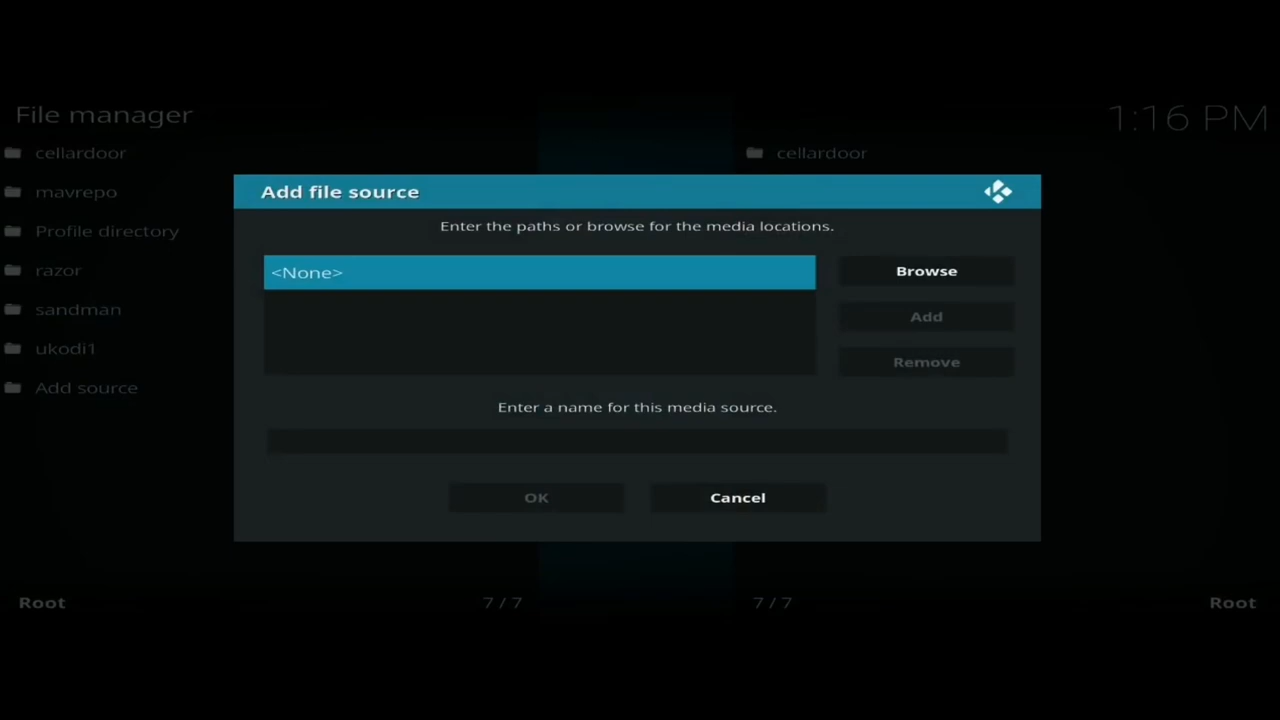 File manager
1:16 PM
cellardoor
cellardoor
mavrepo
Profile directory
razor
sandman
ukodi1
Add source
Add file source
Enter the paths or browse for the media locations.
<None>
Browse
Add
Remove
Enter a name for this media source.
OK
Cancel
Root
7 / 7
7 / 7
Root